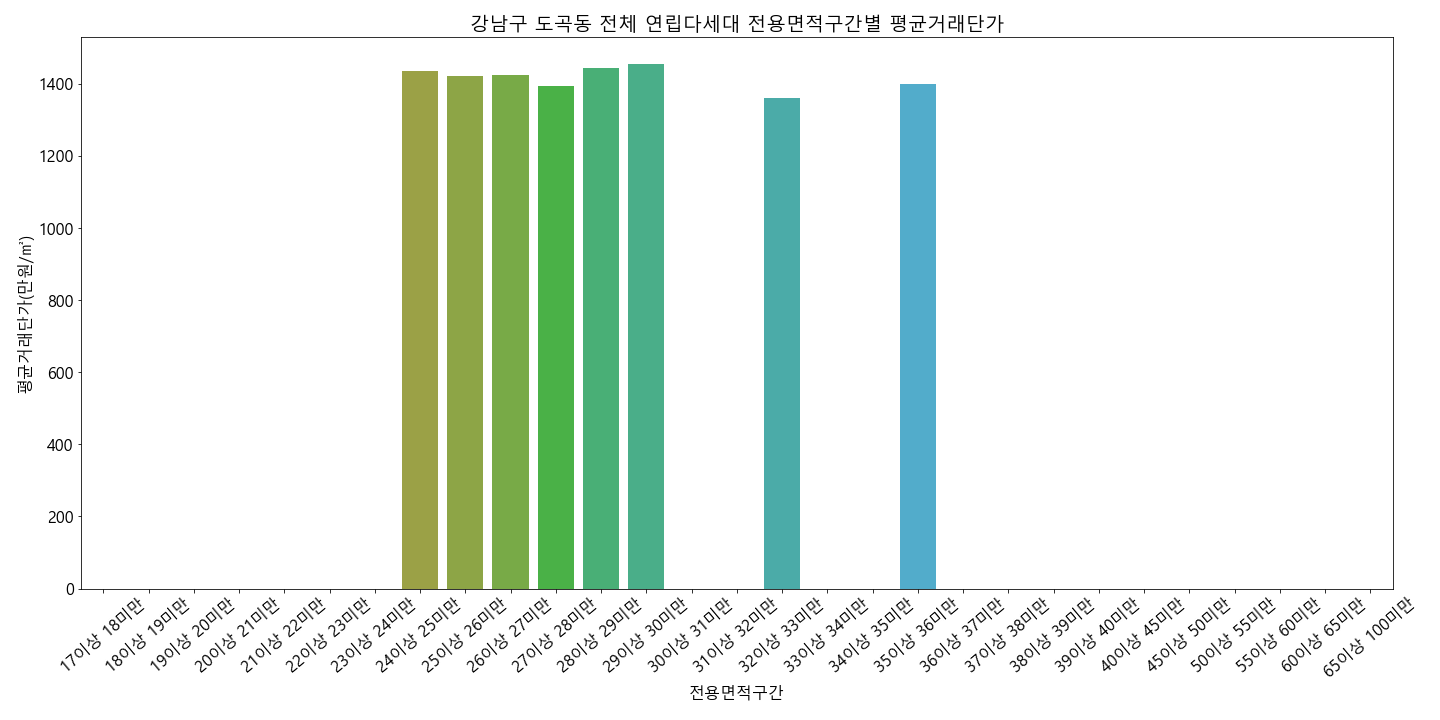 강남구 도곡동 전체 연립다세대 전용면적구간별 평균거래단가
평균거래단가(만원/㎡)
1400
1200
1000
800
600
400
200
0
17이상 18미만
18이상 19미만
19이상 20미만
20이상 21미만
21이상 22미만
22이상 23미만
23이상 24미만
24이상 25미만
25이상 26미만
26이상 27미만
27이상 28미만
28이상 29미만
29이상 30미만
30이상 31미만
31이상 32미만
32이상 33미만
33이상 34미만
34이상 35미만
35이상 36미만
36이상 37미만
37이상 38미만
38이상 39미만
39이상 40미만
40이상 45미만
45이상 50미만
50이상 55미만
55이상 60미만
60이상 65미만
65이상 100미만
전용면적구간